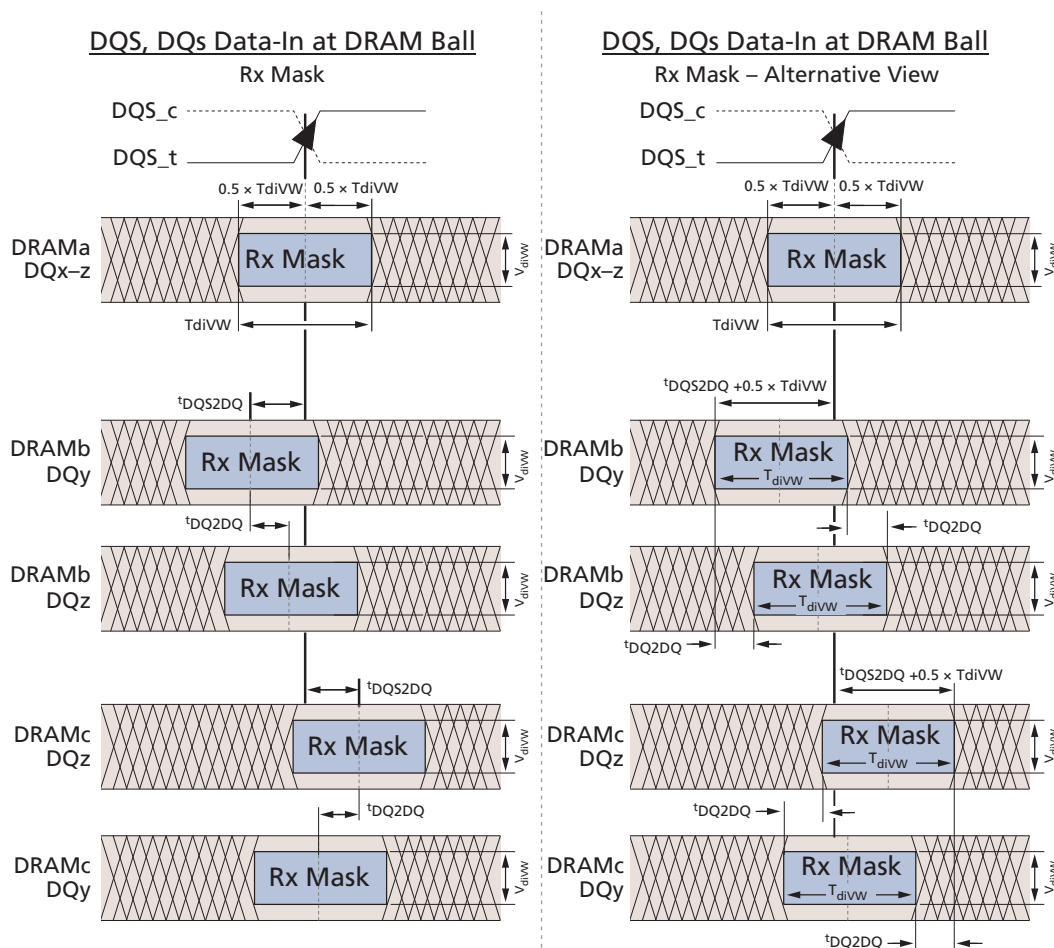 DQS, DQs Data-In at DRAM Ball
Rx Mask
DQS_c
DQS_t
0.5 × TdiVW
0.5 × TdiVW
DRAMa
DQx–z
Rx Mask
VdiVW
TdiVW
tDQS2DQ
DRAMb
DQy
Rx Mask
VdiVW
tDQ2DQ
DRAMb
DQz
Rx Mask
VdiVW
tDQS2DQ
DRAMc
DQz
Rx Mask
VdiVW
tDQ2DQ
DRAMc
DQy
Rx Mask
VdiVW
DQS, DQs Data-In at DRAM Ball
Rx Mask – Alternative View
DQS_c
DQS_t
0.5 × TdiVW
0.5 × TdiVW
DRAMa
DQx–z
Rx Mask
VdiVW
TdiVW
tDQS2DQ +0.5 × TdiVW
DRAMb
DQy
Rx Mask
TdiVW
VdiVW
tDQ2DQ
DRAMb
DQz
Rx Mask
TdiVW
VdiVW
tDQ2DQ
tDQS2DQ +0.5 × TdiVW
DRAMc
DQz
Rx Mask
TdiVW
VdiVW
tDQ2DQ
DRAMc
DQy
Rx Mask
TdiVW
VdiVW
tDQ2DQ